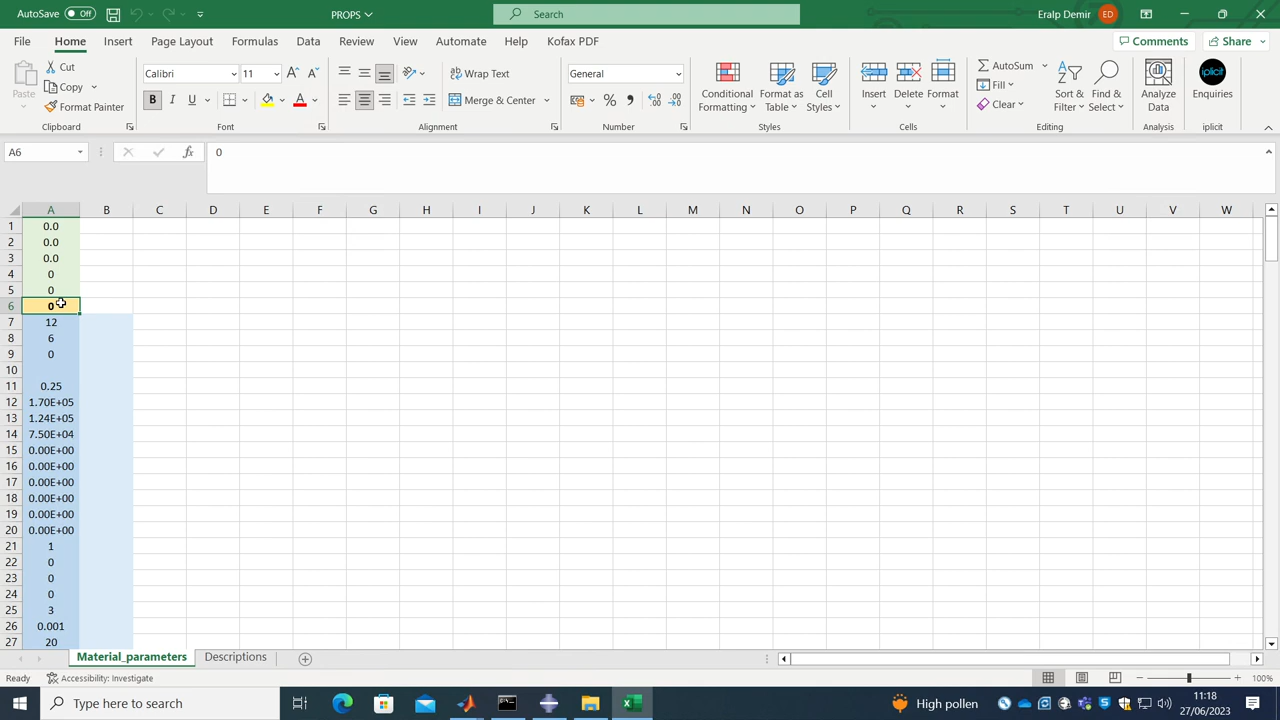 AutoSave Off PROPS Search Eralp Demir ED
File Home Insert Page Layout Formulas Data Review View Automate Help Kofax PDF Comments Share
Paste Cut Copy Format Painter Clipboard
Calibri 11 B I U A Font
Wrap Text Merge & Center Alignment
General % , Number
Conditional Formatting Format as Table Cell Styles Styles
Insert Delete Format Cells
AutoSum Fill Clear Sort & Filter Find & Select Editing
Analyze Data Analysis
iplicit Enquiries iplicit
A6 fx 0
A B C D E F G H I J K L M N O P Q R S T U V W
1 0.0
2 0.0
3 0.0
4 0
5 0
6 0
7 12
8 6
9 0
10
11 0.25
12 1.70E+05
13 1.24E+05
14 7.50E+04
15 0.00E+00
16 0.00E+00
17 0.00E+00
18 0.00E+00
19 0.00E+00
20 0.00E+00
21 1
22 0
23 0
24 0
25 3
26 0.001
27 20
Material_parameters Descriptions
Ready Accessibility: Investigate 100%
Type here to search High pollen 11:18
27/06/2023